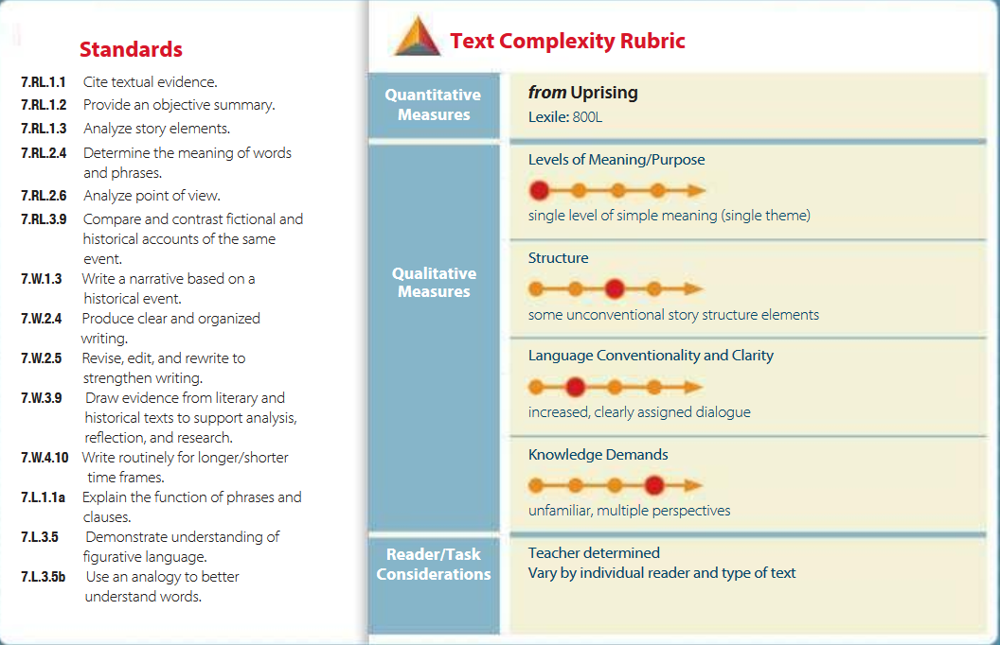 Standards
7.RL.1.1 Cite textual evidence.
7.RL.1.2 Provide an objective summary.
7.RL.1.3 Analyze story elements.
7.RL.2.4 Determine the meaning of words
and phrases.
7.RL.2.6 Analyze point of view.
7.RL.3.9 Compare and contrast fictional and
historical accounts of the same
event.
7.W.1.3 Write a narrative based on a
historical event.
7.W.2.4 Produce clear and organized
writing.
7.W.2.5 Revise, edit, and rewrite to
strengthen writing.
7.W.3.9 Draw evidence from literary and
historical texts to support analysis,
reflection, and research.
7.W.4.10 Write routinely for longer/shorter
time frames.
7.L.1.1a Explain the function of phrases and
clauses.
7.L.3.5 Demonstrate understanding of
figurative language.
7.L.3.5b Use an analogy to better
understand words.
Text Complexity Rubric
Quantitative
Measures
from Uprising
Lexile: 800L
Qualitative
Measures
Levels of Meaning/Purpose
single level of simple meaning (single theme)
Structure
some unconventional story structure elements
Language Conventionality and Clarity
increased, clearly assigned dialogue
Knowledge Demands
unfamiliar, multiple perspectives
Reader/Task
Considerations
Teacher determined
Vary by individual reader and type of text